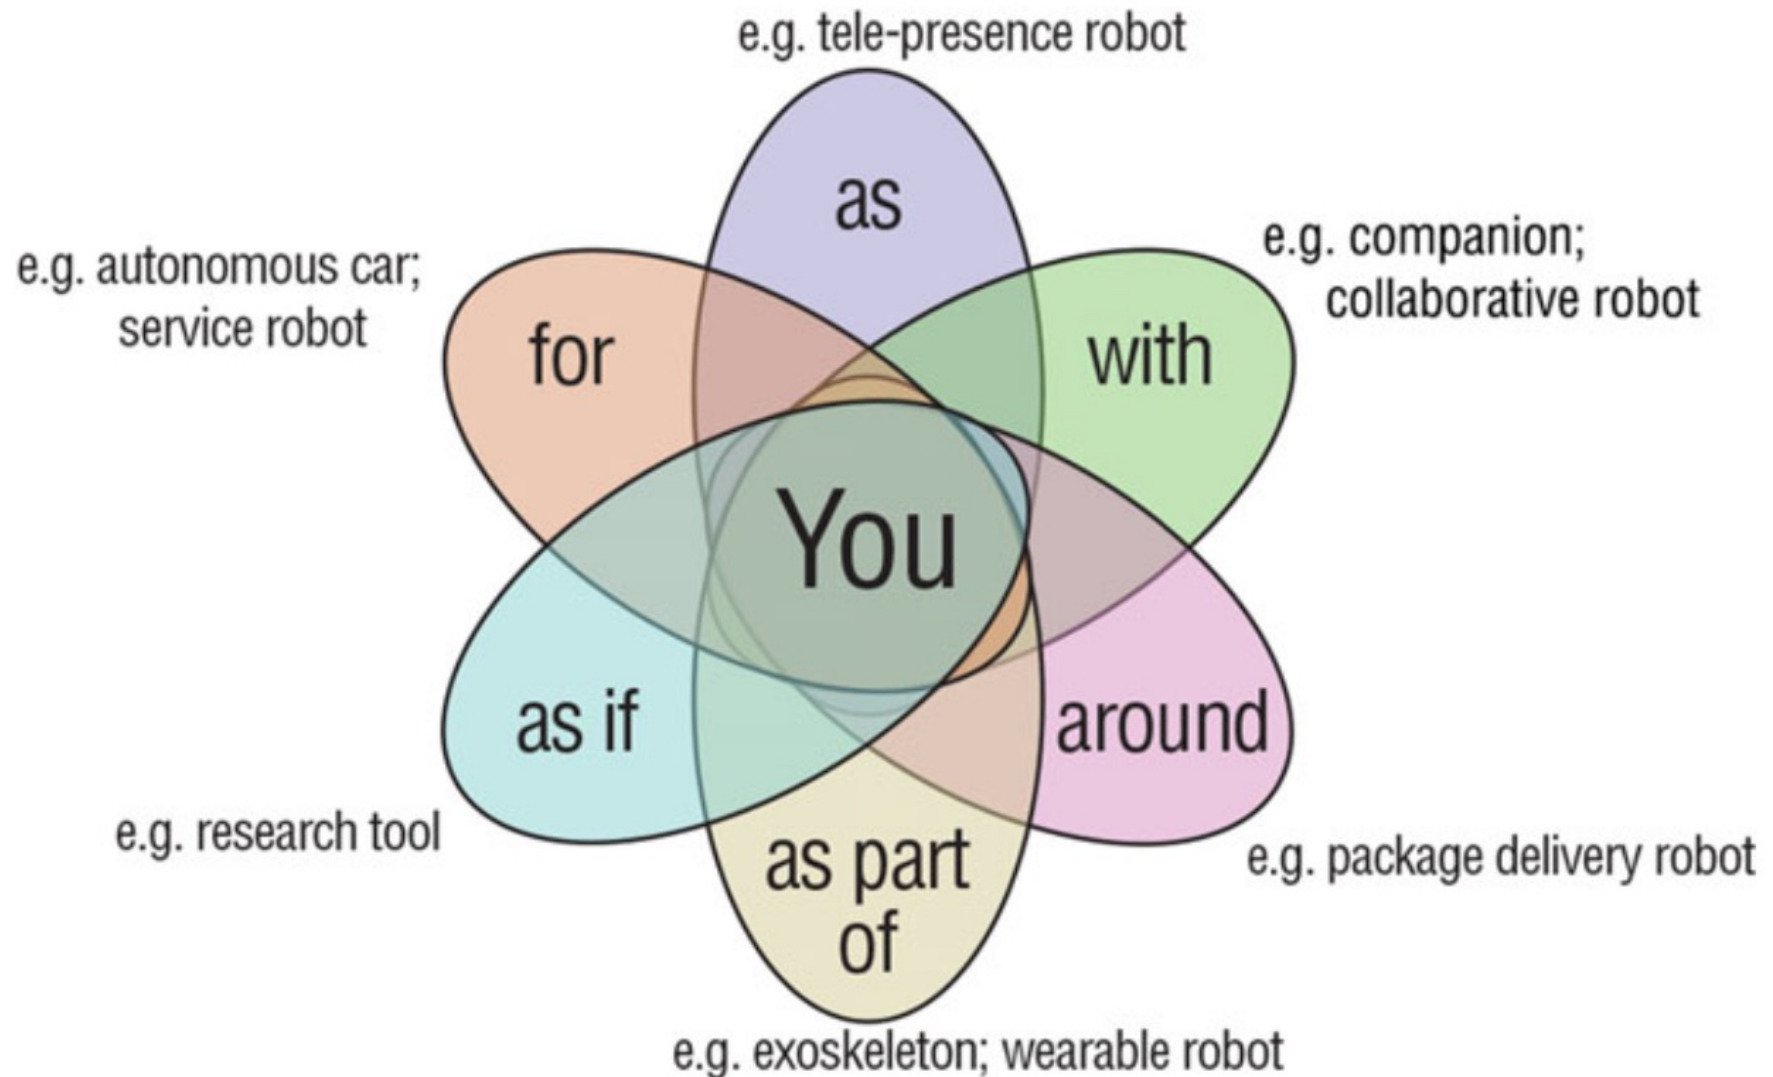 e.g. tele-presence robot
as
e.g. companion;
collaborative robot
e.g. autonomous car;
service robot
for
with
You
as if
around
e.g. research tool
as part
of
e.g. package delivery robot
e.g. exoskeleton; wearable robot